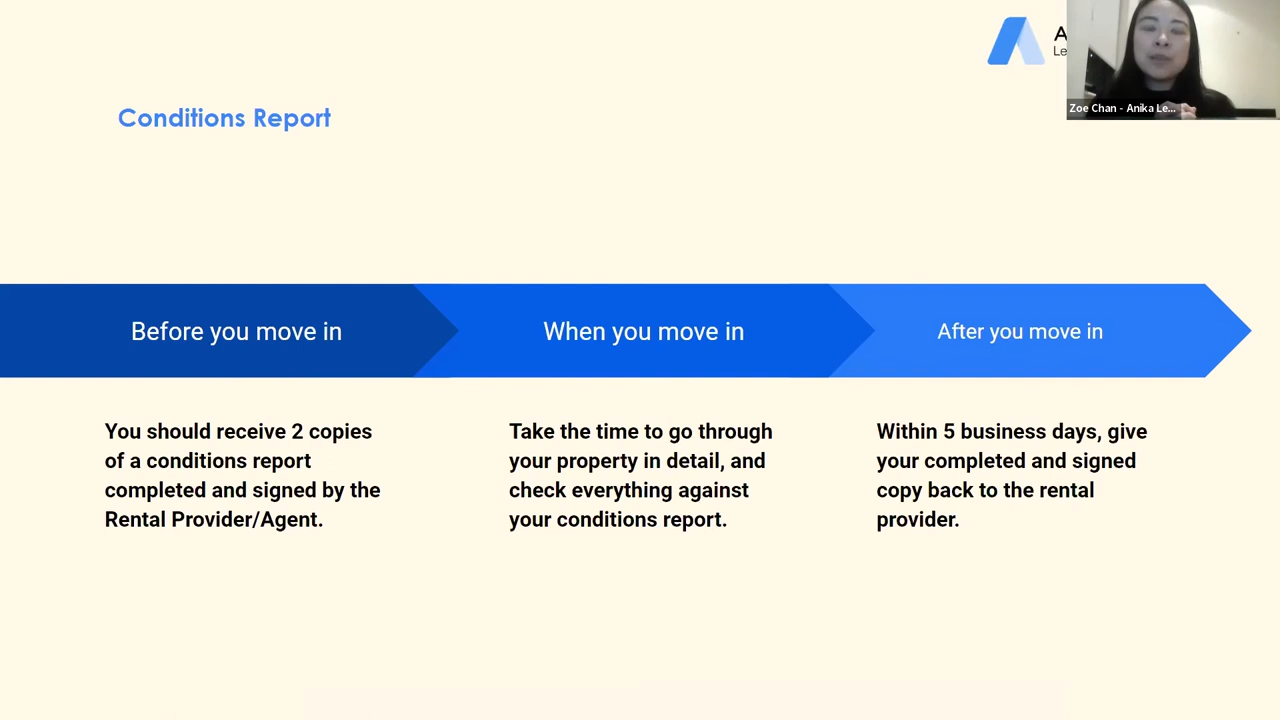 A
Le
Zoe Chan - Anika Le...
Conditions Report
Before you move in
When you move in
After you move in
You should receive 2 copies
of a conditions report
completed and signed by the
Rental Provider/Agent.
Take the time to go through
your property in detail, and
check everything against
your conditions report.
Within 5 business days, give
your completed and signed
copy back to the rental
provider.